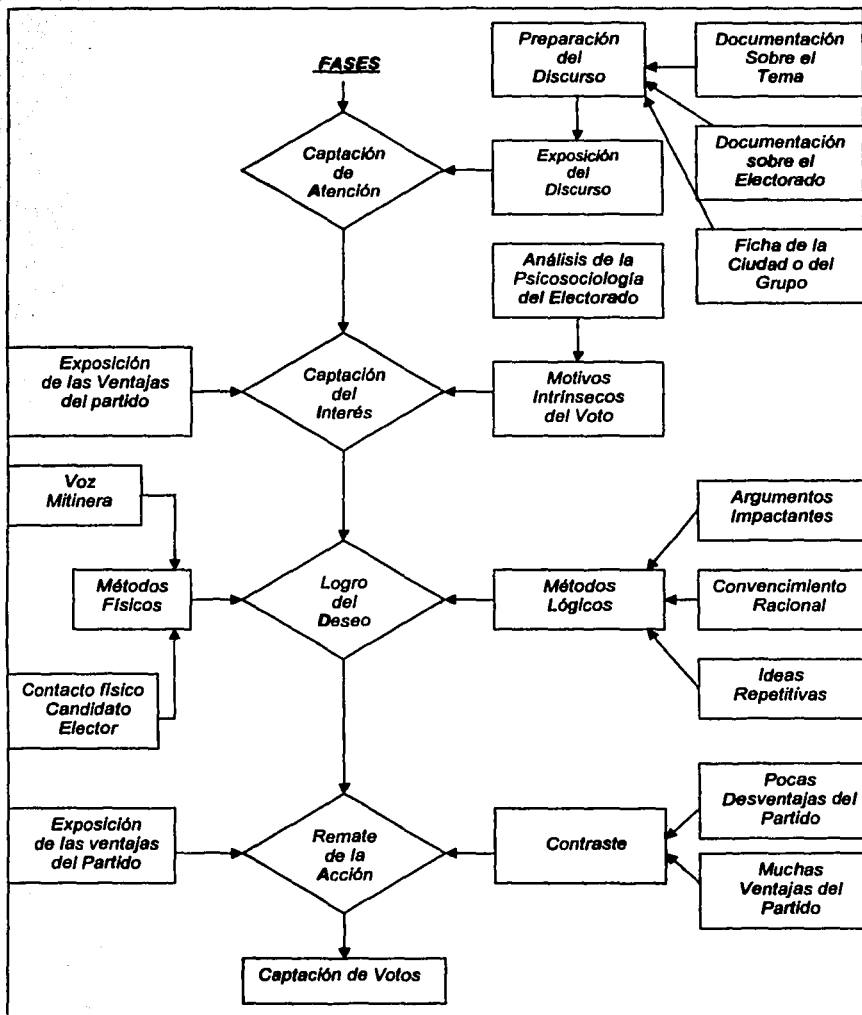 FASES
Preparación
del
Discurso
Documentación
Sobre el
Tema
Captación
de
Atención
Exposición
del
Discurso
Documentación
sobre el
Electorado
Ficha de la
Ciudad o del
Grupo
Análisis de la
Psicosociología
del Electorado
Exposición
de las Ventajas
del partido
Captación
del
Interés
Motivos
Intrínsecos
del Voto
Voz
Mitinera
Métodos
Físicos
Contacto físico
Candidato
Elector
Logro
del
Deseo
Métodos
Lógicos
Argumentos
Impactantes
Convencimiento
Racional
Ideas
Repetitivas
Exposición
de las ventajas
del Partido
Remate
de la
Acción
Contraste
Pocas
Desventajas del
Partido
Muchas
Ventajas del
Partido
Captación de Votos